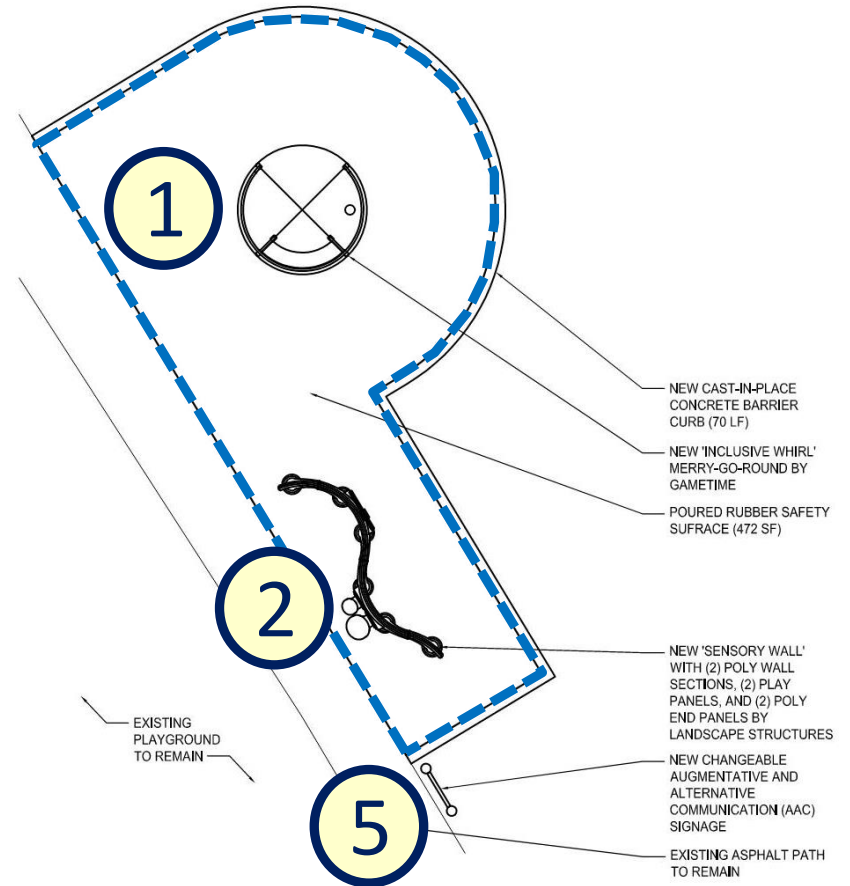 1
NEW CAST-IN-PLACE
CONCRETE BARRIER
CURB (70 LF)
NEW 'INCLUSIVE WHIRL'
MERRY-GO-ROUND BY
GAMETIME
POURED RUBBER SAFETY
SUFRACE (472 SF)
2
NEW 'SENSORY WALL'
WITH (2) POLY WALL
SECTIONS, (2) PLAY
PANELS, AND (2) POLY
END PANELS BY
LANDSCAPE STRUCTURES
EXISTING
PLAYGROUND
TO REMAIN
NEW CHANGEABLE
AUGMENTATIVE AND
ALTERNATIVE
COMMUNICATION (AAC)
SIGNAGE
5
EXISTING ASPHALT PATH
TO REMAIN